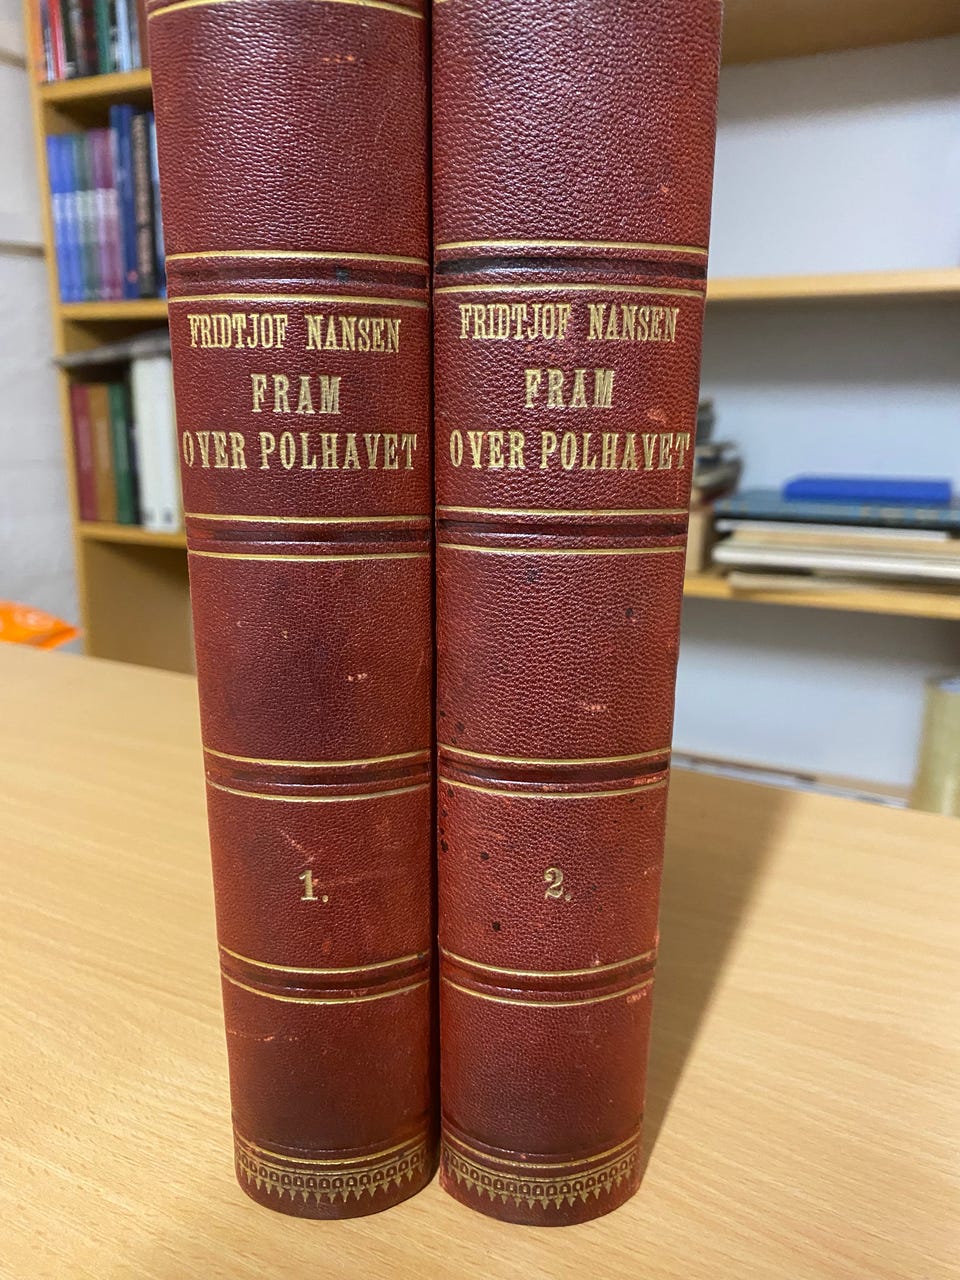 FRIDTJOF NANSEN
FRAM
OVER POLHAVET
1.
FRIDTJOF NANSEN
FRAM
OVER POLHAVET
2.